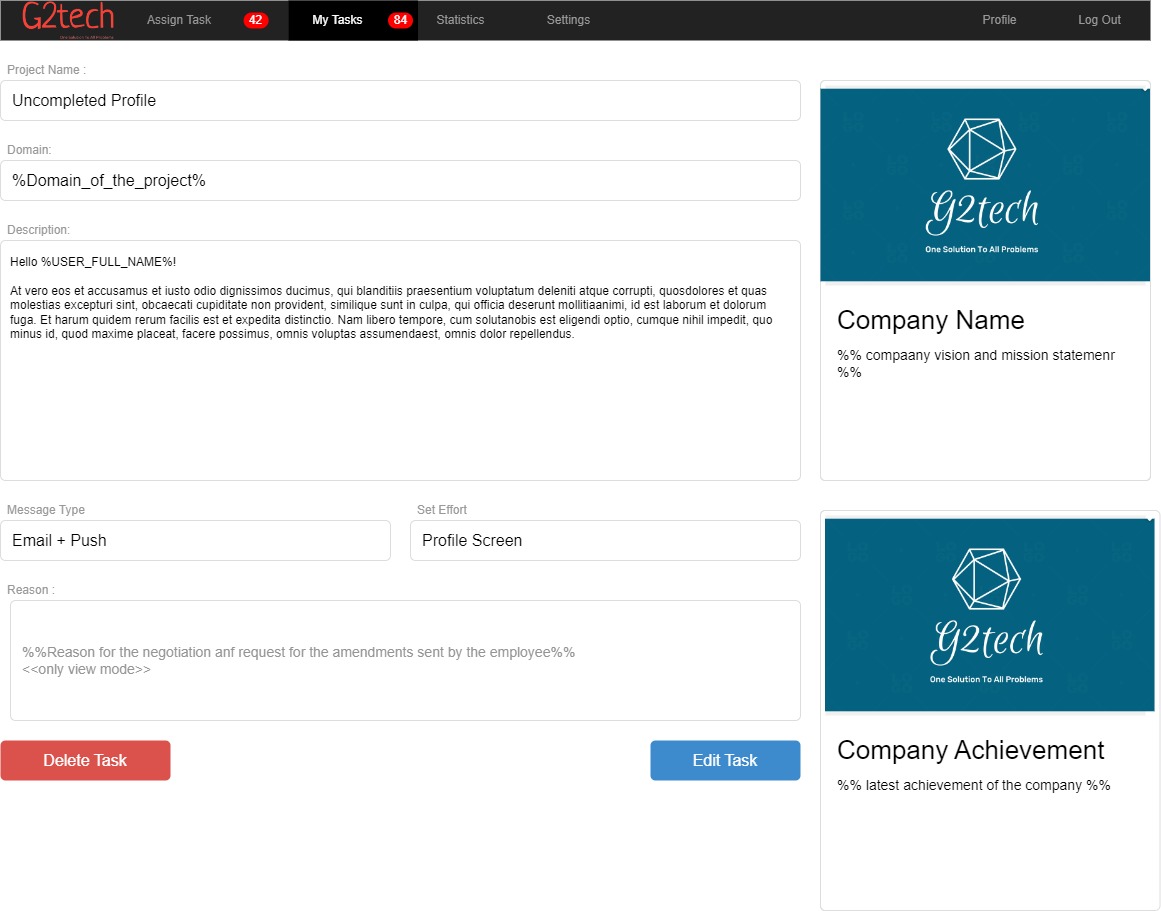 G2tech
One Solution To All Problems
Assign Task 42 My Tasks 84 Statistics Settings Profile Log Out
Project Name :
Uncompleted Profile
Domain:
%Domain_of_the_project%
Description:
Hello %USER_FULL_NAME%!
At vero eos et accusamus et iusto odio dignissimos ducimus, qui blanditiis praesentium voluptatum deleniti atque corrupti, quosdolores et quas
molestias excepturi sint, obcaecati cupiditate non provident, similique sunt in culpa, qui officia deserunt mollitiaanimi, id est laborum et dolorum
fuga. Et harum quidem rerum facilis est et expedita distinctio. Nam libero tempore, cum solutanobis est eligendi optio, cumque nihil impedit, quo
minus id, quod maxime placeat, facere possimus, omnis voluptas assumendaest, omnis dolor repellendus.
Message Type
Email + Push
Set Effort
Profile Screen
Reason :
%%Reason for the negotiation anf request for the amendments sent by the employee%%
<<only view mode>>
Delete Task
Edit Task
G2tech
One Solution To All Problems
Company Name
%% compaany vision and mission statemenr
%%
G2tech
One Solution To All Problems
Company Achievement
%% latest achievement of the company %%